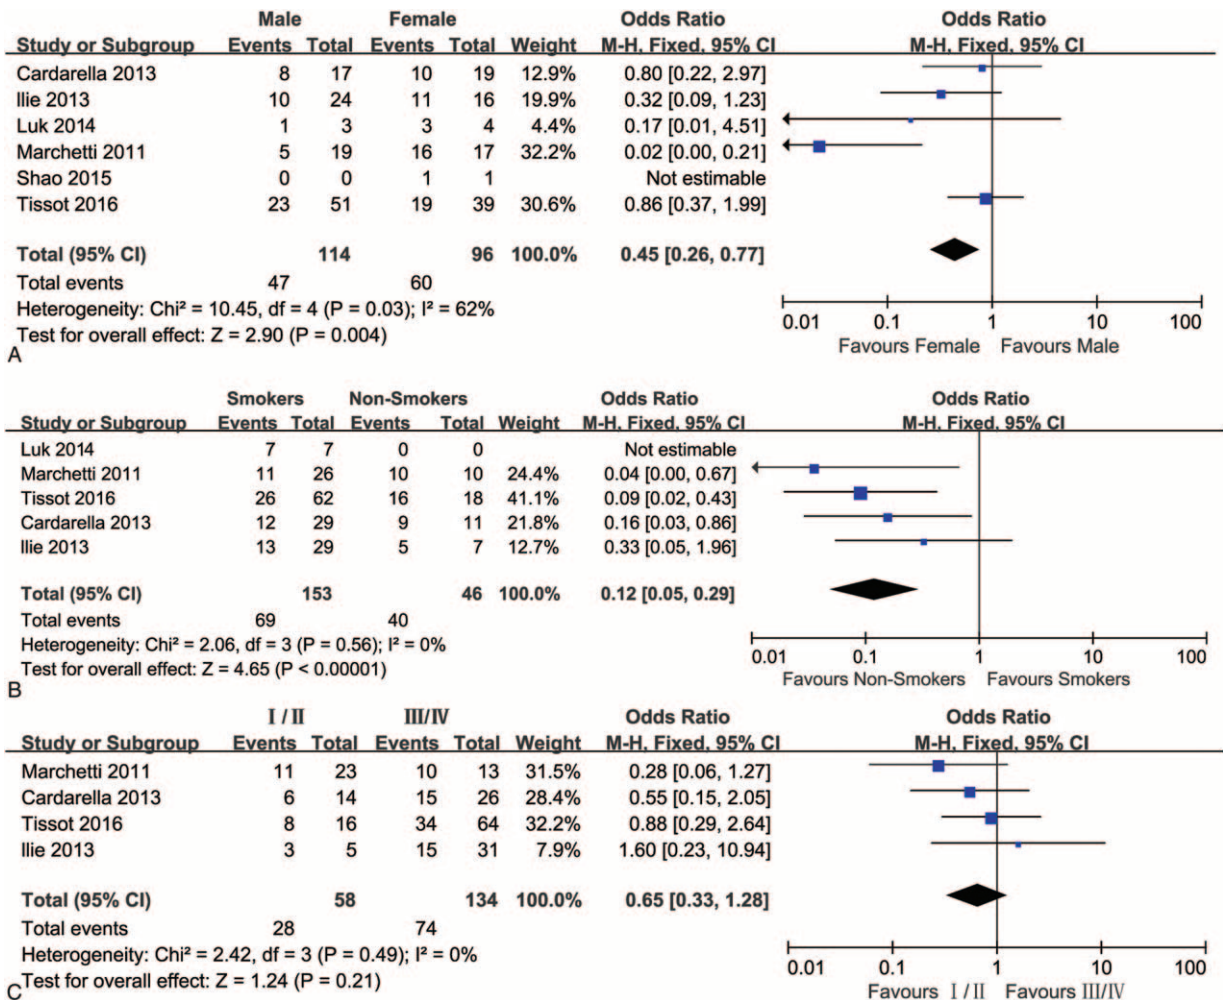 Male Female Odds Ratio Odds Ratio
Study or Subgroup Events Total Events Total Weight M-H, Fixed, 95% CI M-H, Fixed, 95% CI
Cardarella 2013 8 17 10 19 12.9% 0.80 [0.22, 2.97]
Ilie 2013 10 24 11 16 19.9% 0.32 [0.09, 1.23]
Luk 2014 1 3 3 4 4.4% 0.17 [0.01, 4.51]
Marchetti 2011 5 19 16 17 32.2% 0.02 [0.00, 0.21]
Shao 2015 0 0 1 1 Not estimable
Tissot 2016 23 51 19 39 30.6% 0.86 [0.37, 1.99]
Total (95% CI) 114 96 100.0% 0.45 [0.26, 0.77]
Total events 47 60
Heterogeneity: Chi² = 10.45, df = 4 (P = 0.03); I² = 62%
Test for overall effect: Z = 2.90 (P = 0.004)
0.01 0.1 1 10 100
Favours Female Favours Male
A
Smokers Non-Smokers Odds Ratio Odds Ratio
Study or Subgroup Events Total Events Total Weight M-H, Fixed, 95% CI M-H, Fixed, 95% CI
Luk 2014 7 7 0 0 Not estimable
Marchetti 2011 11 26 10 10 24.4% 0.04 [0.00, 0.67]
Tissot 2016 26 62 16 18 41.1% 0.09 [0.02, 0.43]
Cardarella 2013 12 29 9 11 21.8% 0.16 [0.03, 0.86]
Ilie 2013 13 29 5 7 12.7% 0.33 [0.05, 1.96]
Total (95% CI) 153 46 100.0% 0.12 [0.05, 0.29]
Total events 69 40
Heterogeneity: Chi² = 2.06, df = 3 (P = 0.56); I² = 0%
Test for overall effect: Z = 4.65 (P < 0.00001)
0.01 0.1 1 10 100
Favours Non-Smokers Favours Smokers
B
Ⅰ/Ⅱ Ⅲ/Ⅳ Odds Ratio Odds Ratio
Study or Subgroup Events Total Events Total Weight M-H, Fixed, 95% CI M-H, Fixed, 95% CI
Marchetti 2011 11 23 10 13 31.5% 0.28 [0.06, 1.27]
Cardarella 2013 6 14 15 26 28.4% 0.55 [0.15, 2.05]
Tissot 2016 8 16 34 64 32.2% 0.88 [0.29, 2.64]
Ilie 2013 3 5 15 31 7.9% 1.60 [0.23, 10.94]
Total (95% CI) 58 134 100.0% 0.65 [0.33, 1.28]
Total events 28 74
Heterogeneity: Chi² = 2.42, df = 3 (P = 0.49); I² = 0%
Test for overall effect: Z = 1.24 (P = 0.21)
0.01 0.1 1 10 100
Favours Ⅰ/Ⅱ Favours Ⅲ/Ⅳ
C